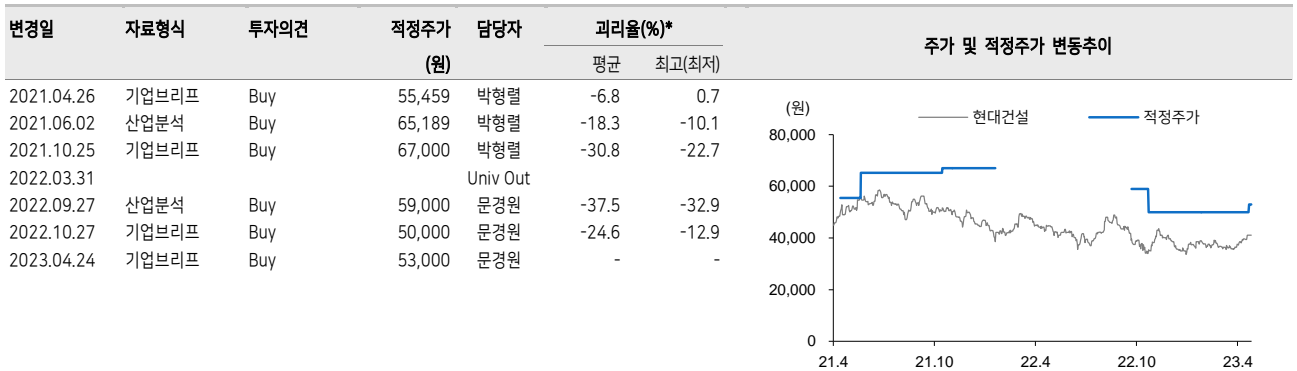 변경일 자료형식 투자의견 적정주가 담당자 괴리율(%)*
(원) 평균 최고(최저)
2021.04.26 기업브리프 Buy 55,459 박형렬 -6.8 0.7
2021.06.02 산업분석 Buy 65,189 박형렬 -18.3 -10.1
2021.10.25 기업브리프 Buy 67,000 박형렬 -30.8 -22.7
2022.03.31 Univ Out
2022.09.27 산업분석 Buy 59,000 문경원 -37.5 -32.9
2022.10.27 기업브리프 Buy 50,000 문경원 -24.6 -12.9
2023.04.24 기업브리프 Buy 53,000 문경원 - -
주가 및 적정주가 변동추이
(원) 현대건설 적정주가
80,000
60,000
40,000
20,000
0
21.4 21.10 22.4 22.10 23.4